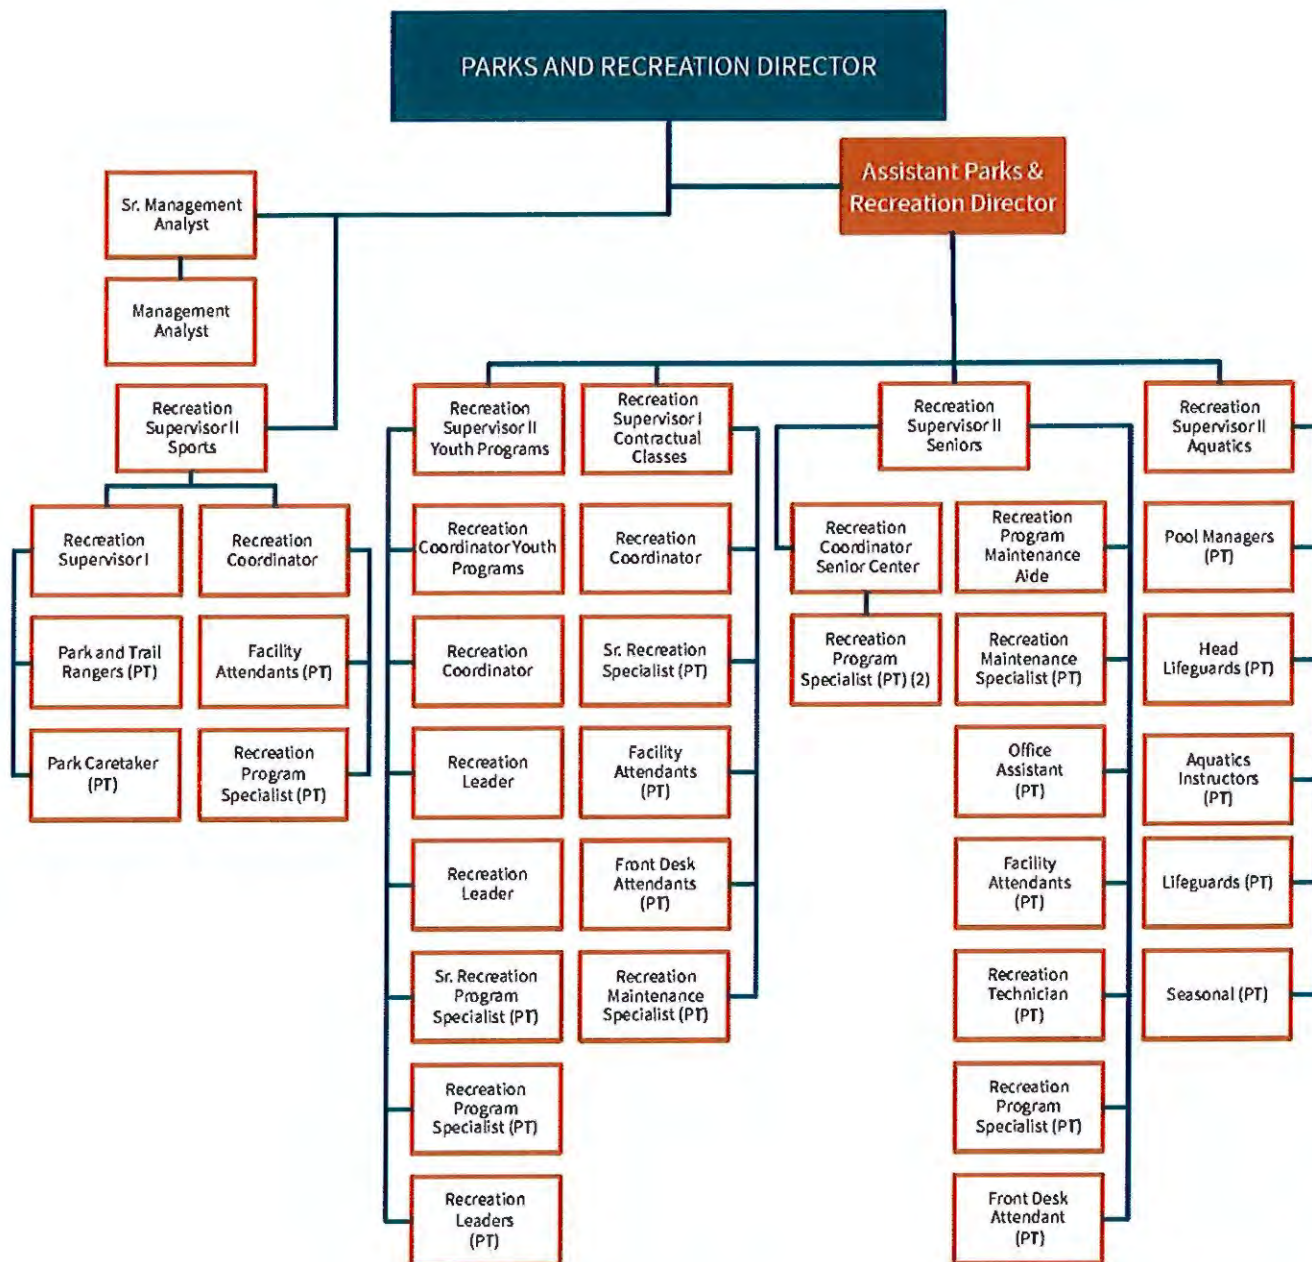 PARKS AND RECREATION DIRECTOR
Assistant Parks &
Recreation Director
Sr. Management
Analyst
Management
Analyst
Recreation
Supervisor II
Sports
Recreation
Supervisor I
Park and Trail
Rangers (PT)
Park Caretaker
(PT)
Recreation
Coordinator
Facility
Attendants (PT)
Recreation
Program
Specialist (PT)
Recreation
Supervisor II
Youth Programs
Recreation
Coordinator Youth
Programs
Recreation
Coordinator
Recreation
Leader
Recreation
Leader
Sr. Recreation
Program
Specialist (PT)
Recreation
Program
Specialist (PT)
Recreation
Leaders
(PT)
Recreation
Supervisor I
Contractual
Classes
Recreation
Coordinator
Sr. Recreation
Specialist (PT)
Facility
Attendants
(PT)
Front Desk
Attendants
(PT)
Recreation
Maintenance
Specialist (PT)
Recreation
Supervisor II
Seniors
Recreation
Coordinator
Senior Center
Recreation
Program
Specialist (PT) (2)
Recreation
Program
Maintenance
Aide
Recreation
Maintenance
Specialist (PT)
Office
Assistant
(PT)
Facility
Attendants
(PT)
Recreation
Technician
(PT)
Recreation
Program
Specialist (PT)
Front Desk
Attendant
(PT)
Recreation
Supervisor II
Aquatics
Pool Managers
(PT)
Head
Lifeguards (PT)
Aquatics
Instructors
(PT)
Lifeguards (PT)
Seasonal (PT)